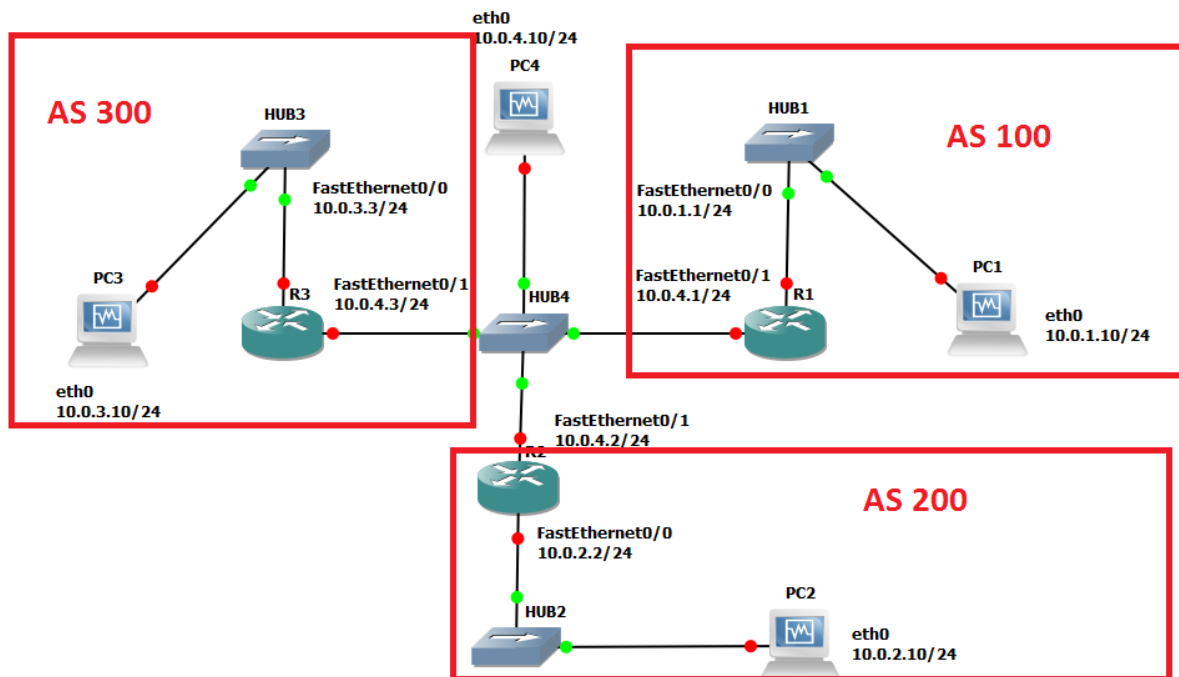 eth0
10.0.4.10/24
PC4
AS 300
HUB3
FastEthernet0/0
10.0.3.3/24
PC3
R3
FastEthernet0/1
10.0.4.3/24
eth0
10.0.3.10/24
HUB4
AS 100
HUB1
FastEthernet0/0
10.0.1.1/24
FastEthernet0/1
10.0.4.1/24
R1
PC1
eth0
10.0.1.10/24
FastEthernet0/1
10.0.4.2/24
R2
AS 200
FastEthernet0/0
10.0.2.2/24
HUB2
PC2
eth0
10.0.2.10/24